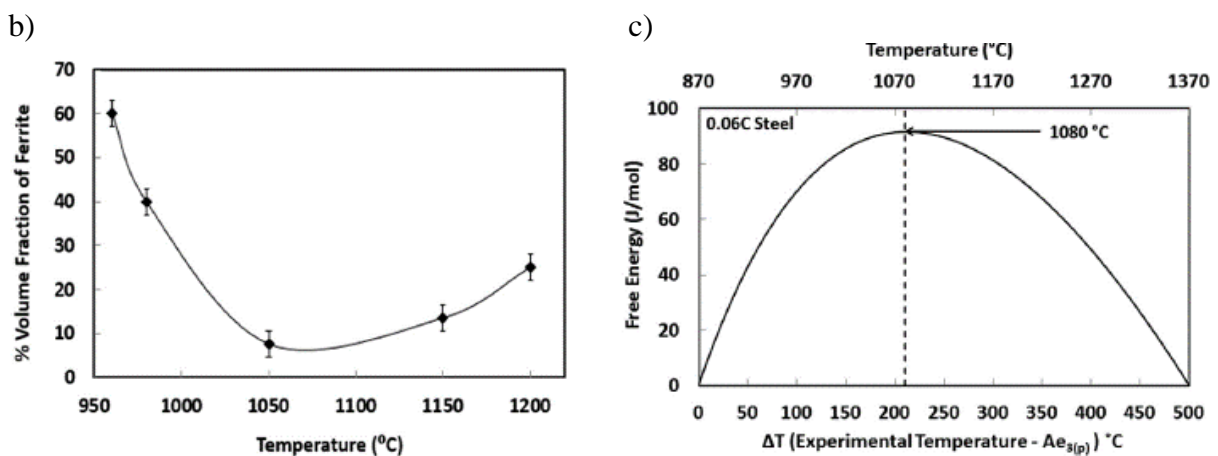 b)
70
60
50
40
30
20
10
0
% Volume Fraction of Ferrite
950 1000 1050 1100 1150 1200
Temperature (⁰C)
c)
Temperature (°C)
870 970 1070 1170 1270 1370
100
80
60
40
20
0
Free Energy (J/mol)
0.06C Steel
1080 °C
0 50 100 150 200 250 300 350 400 450 500
ΔT (Experimental Temperature - Ae3(p) ) ˚C